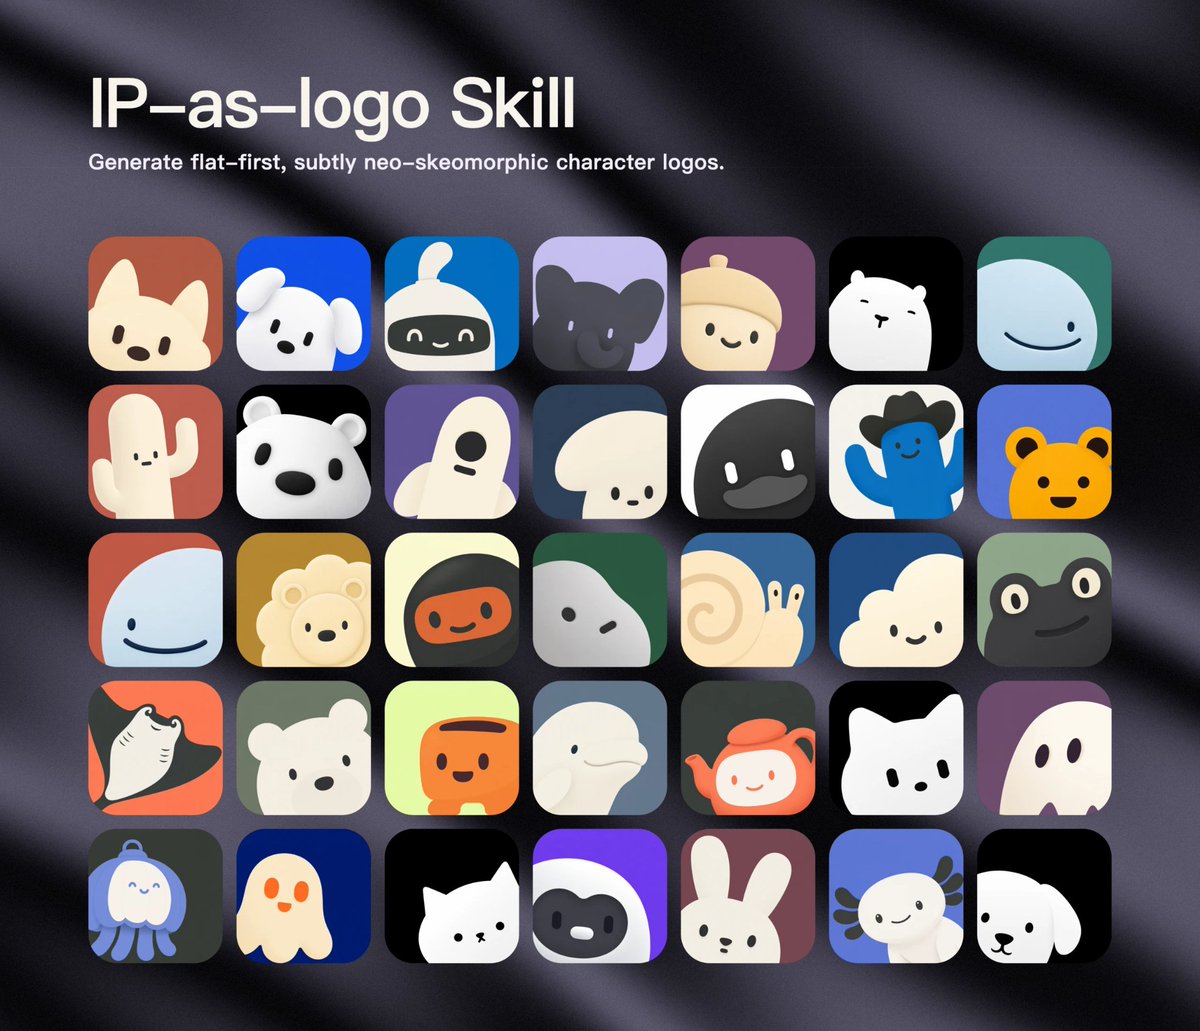 IP-as-logo Skill
Generate flat-first, subtly neo-skeomorphic character logos.